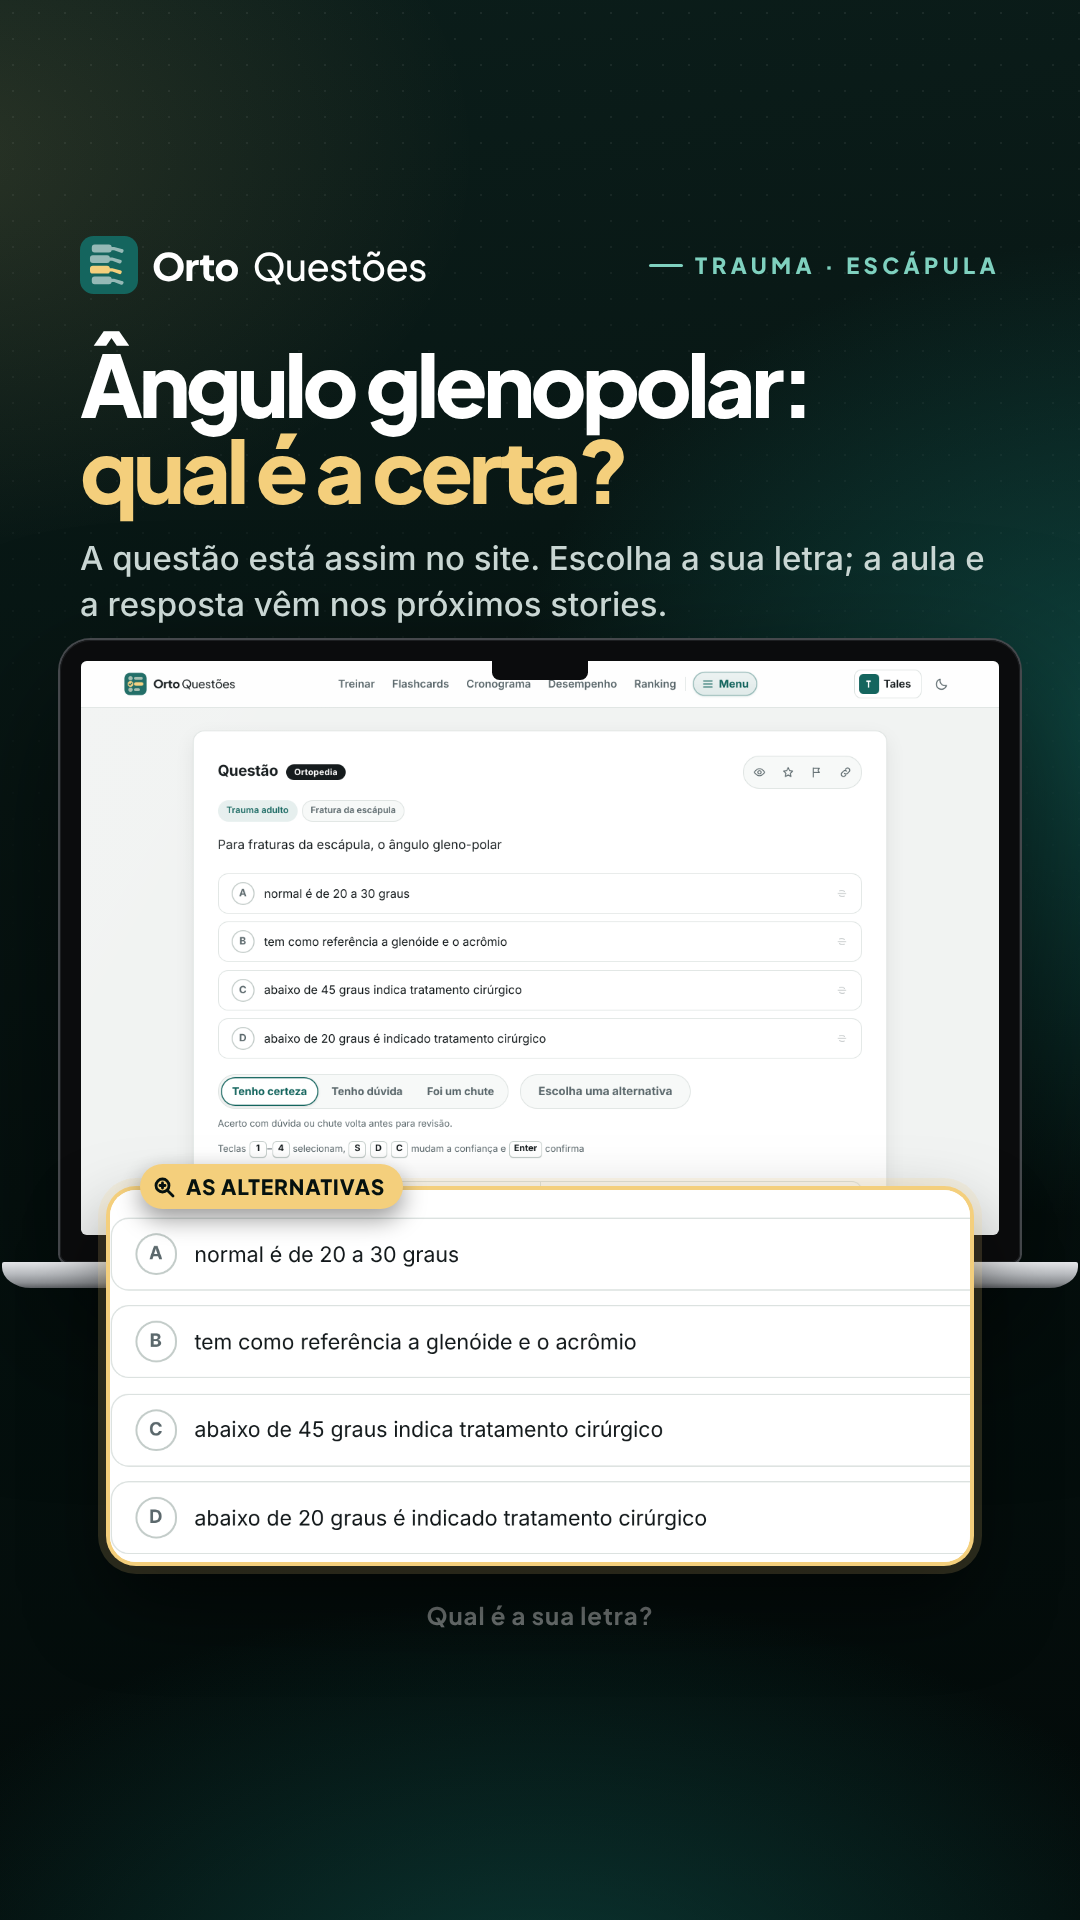 Orto Questões
— TRAUMA · ESCÁPULA
Ângulo glenopolar:
qual é a certa?
A questão está assim no site. Escolha a sua letra; a aula e
a resposta vêm nos próximos stories.
Orto Questões
Treinar Flashcards Cronograma Desempenho Ranking Menu
T Tales
Questão Ortopedia
Trauma adulto Fratura da escápula
Para fraturas da escápula, o ângulo gleno-polar
A normal é de 20 a 30 graus
B tem como referência a glenóide e o acrômio
C abaixo de 45 graus indica tratamento cirúrgico
D abaixo de 20 graus é indicado tratamento cirúrgico
Tenho certeza Tenho dúvida Foi um chute Escolha uma alternativa
Acerto com dúvida ou chute volta antes para revisão.
Teclas 1–4 selecionam, S D C mudam a confiança e Enter confirma
AS ALTERNATIVAS
A normal é de 20 a 30 graus
B tem como referência a glenóide e o acrômio
C abaixo de 45 graus indica tratamento cirúrgico
D abaixo de 20 graus é indicado tratamento cirúrgico
Qual é a sua letra?